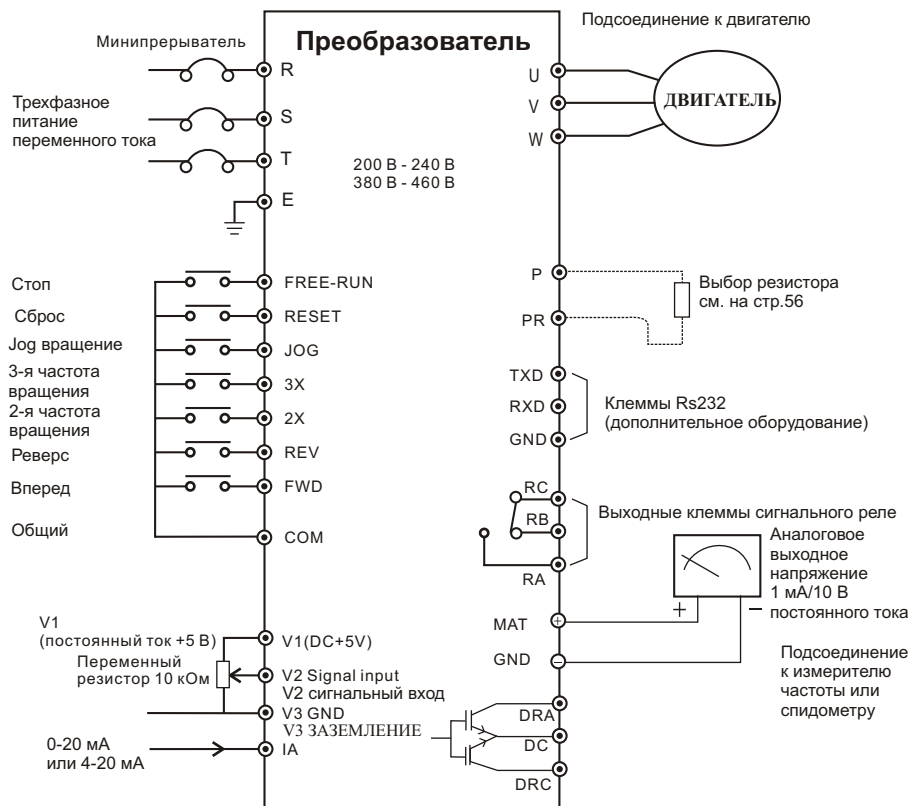 Подсоединение к двигателю
Преобразователь
Минипрерыватель
R
U
V
ДВИГАТЕЛЬ
W
Трехфазное
питание
переменного тока
S
T
200 В - 240 В
380 В - 460 В
E
Стоп
FREE-RUN
Сброс
RESET
Jog вращение
JOG
3-я частота
вращения
3X
2-я частота
вращения
2X
Реверс
REV
Вперед
FWD
Общий
COM
P
PR
Выбор резистора
см. на стр.56
TXD
RXD
GND
Клеммы Rs232
(дополнительное оборудование)
RC
RB
RA
Выходные клеммы сигнального реле
Аналоговое
выходное
напряжение
1 мА/10 В
постоянного тока
+
−
MAT
+
GND
−
Подсоединение
к измерителю
частоты или
спидометру
V1
(постоянный ток +5 В)
V1(DC+5V)
Переменный
резистор 10 кОм
V2 Signal input
V2 сигнальный вход
V3 GND
V3 ЗАЗЕМЛЕНИЕ
0-20 мА
или 4-20 мА
IA
DRA
DC
DRC